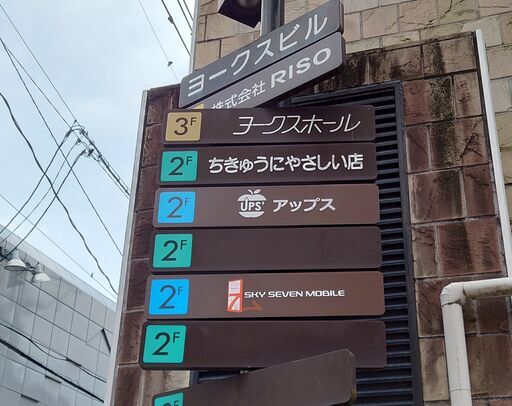 ヨークスビル
株式会社 RISO
3F ヨークスホール
2F ちきゅうにやさしい店
2F UPS' アップス
2F
2F 7 SKY SEVEN MOBILE
2F